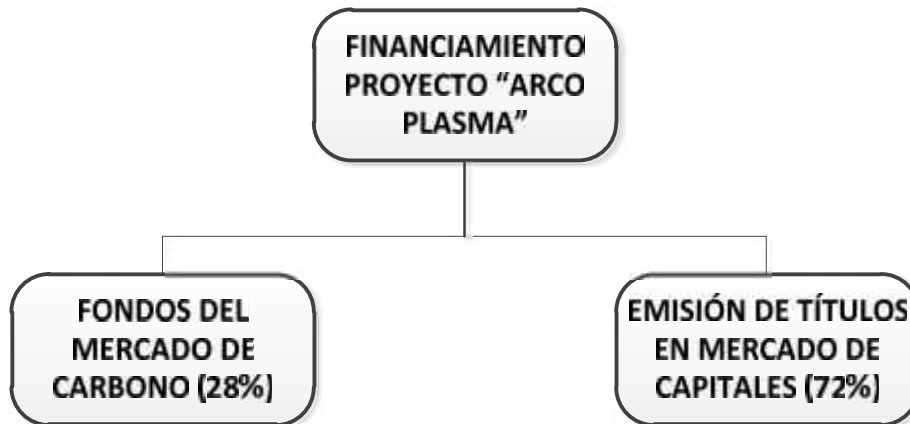 FINANCIAMIENTO
PROYECTO “ARCO
PLASMA”
FONDOS DEL
MERCADO DE
CARBONO (28%)
EMISIÓN DE TÍTULOS
EN MERCADO DE
CAPITALES (72%)